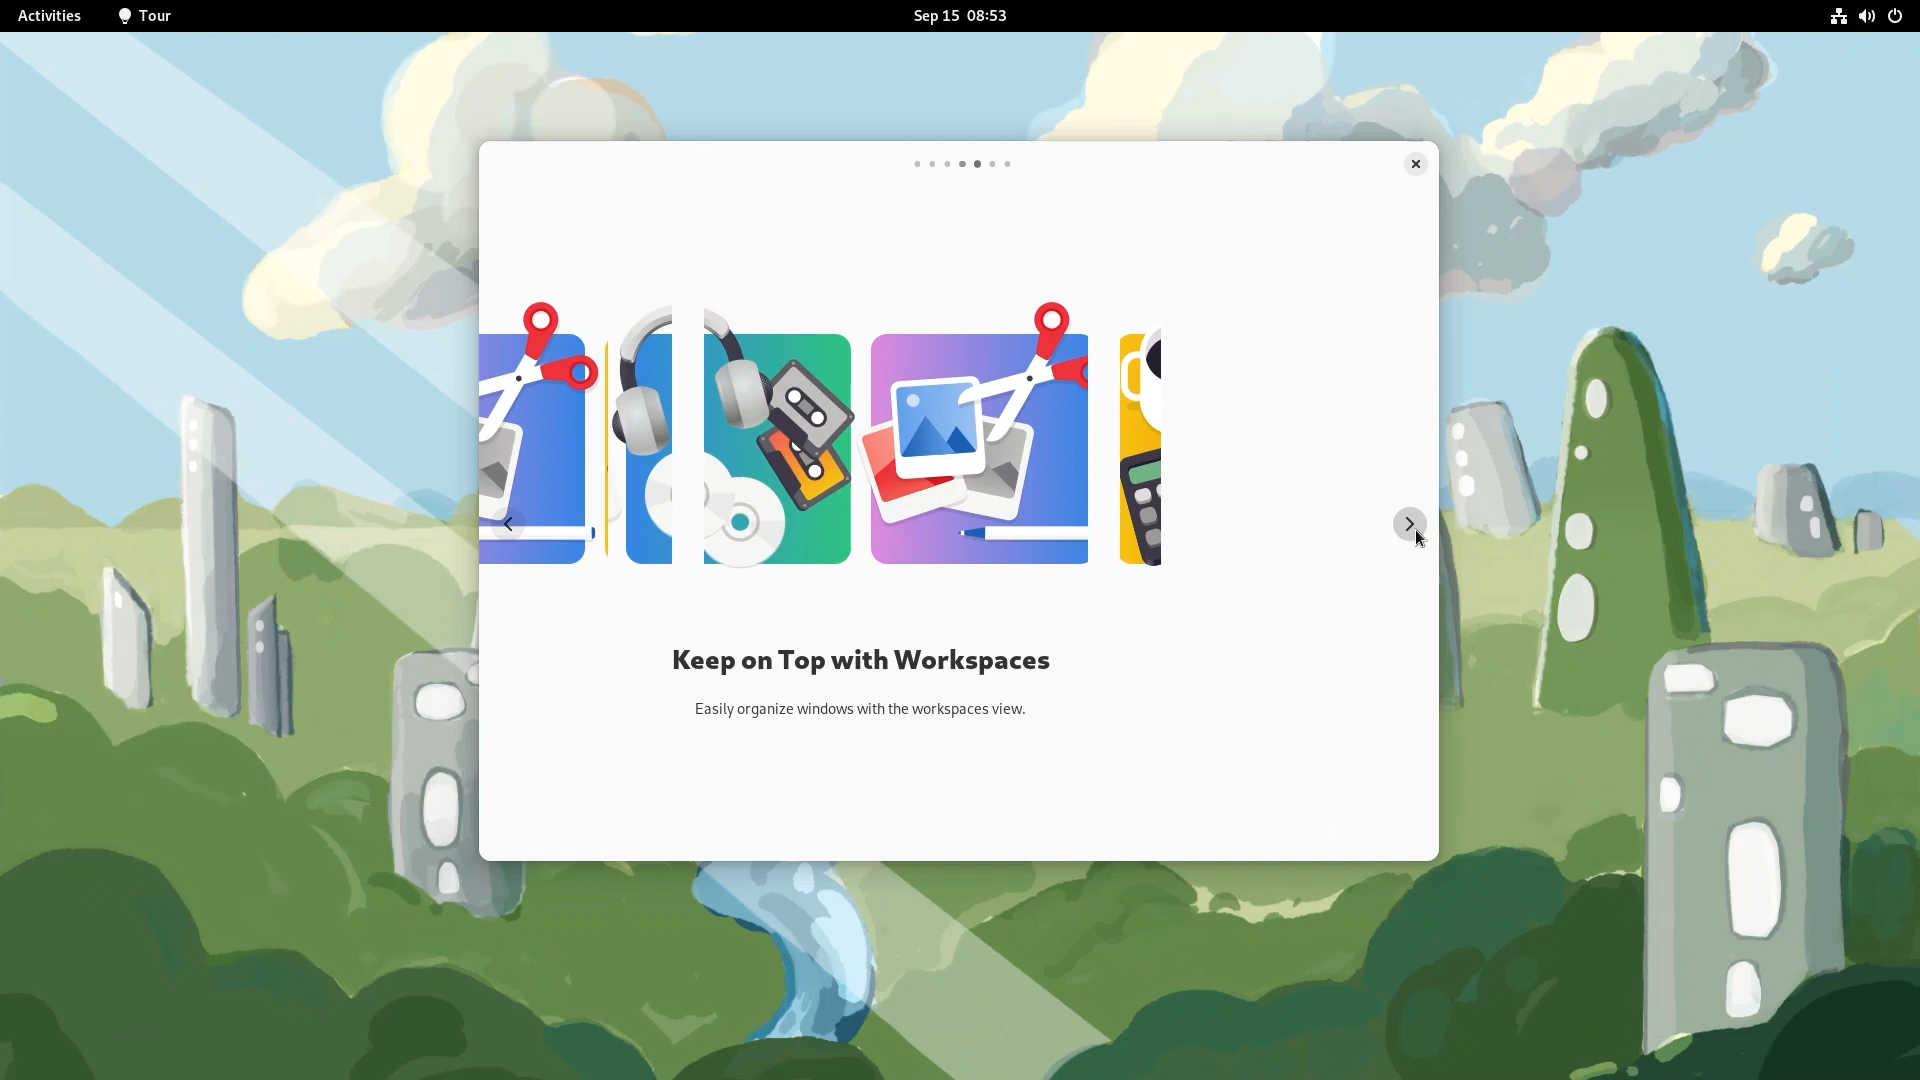 Activities
Tour
Sep 15 08:53
Keep on Top with Workspaces
Easily organize windows with the workspaces view.